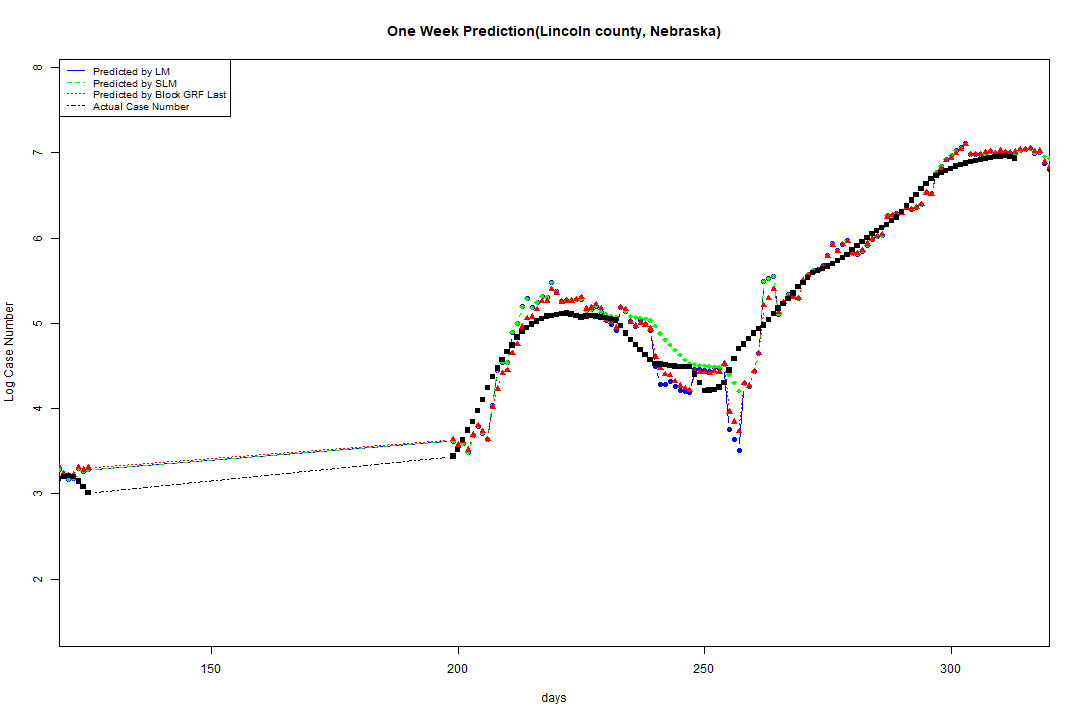 One Week Prediction(Lincoln county, Nebraska)
Predicted by LM
Predicted by SLM
Predicted by Block GRF Last
Actual Case Number
8
7
6
5
4
3
2
Log Case Number
150
200
250
300
days